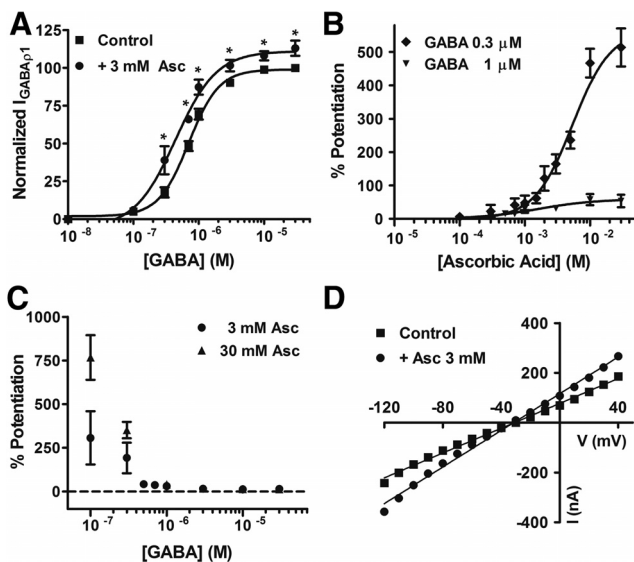 A
Control
+ 3 mM Asc
Normalized I GABAρ1
125
100
75
50
25
0
* * * * * * *
10⁻⁸ 10⁻⁷ 10⁻⁶ 10⁻⁵
[GABA] (M)
B
GABA 0.3 μM
GABA 1 μM
% Potentiation
500
400
300
200
100
0
10⁻⁵ 10⁻⁴ 10⁻³ 10⁻²
[Ascorbic Acid] (M)
C
3 mM Asc
30 mM Asc
% Potentiation
1000
750
500
250
0
10⁻⁷ 10⁻⁶ 10⁻⁵
[GABA] (M)
D
Control
+ Asc 3 mM
400
200
-120 -80 -40 40
V (mV)
-200
-400
I (nA)